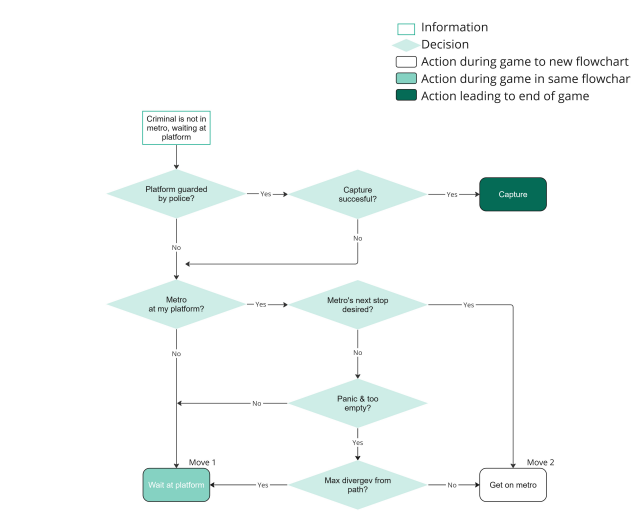 Information
Decision
Action during game to new flowchart
Action during game in same flowchar
Action leading to end of game
Criminal is not in
metro, waiting at
platform
Platform guarded
by police?
Yes
Capture
succesful?
Yes
Capture
No
No
Metro
at my platform?
Yes
Metro's next stop
desired?
Yes
No
No
Panic & too
empty?
No
Yes
Move 1
Move 2
Wait at platform
Yes
Max divergev from
path?
No
Get on metro